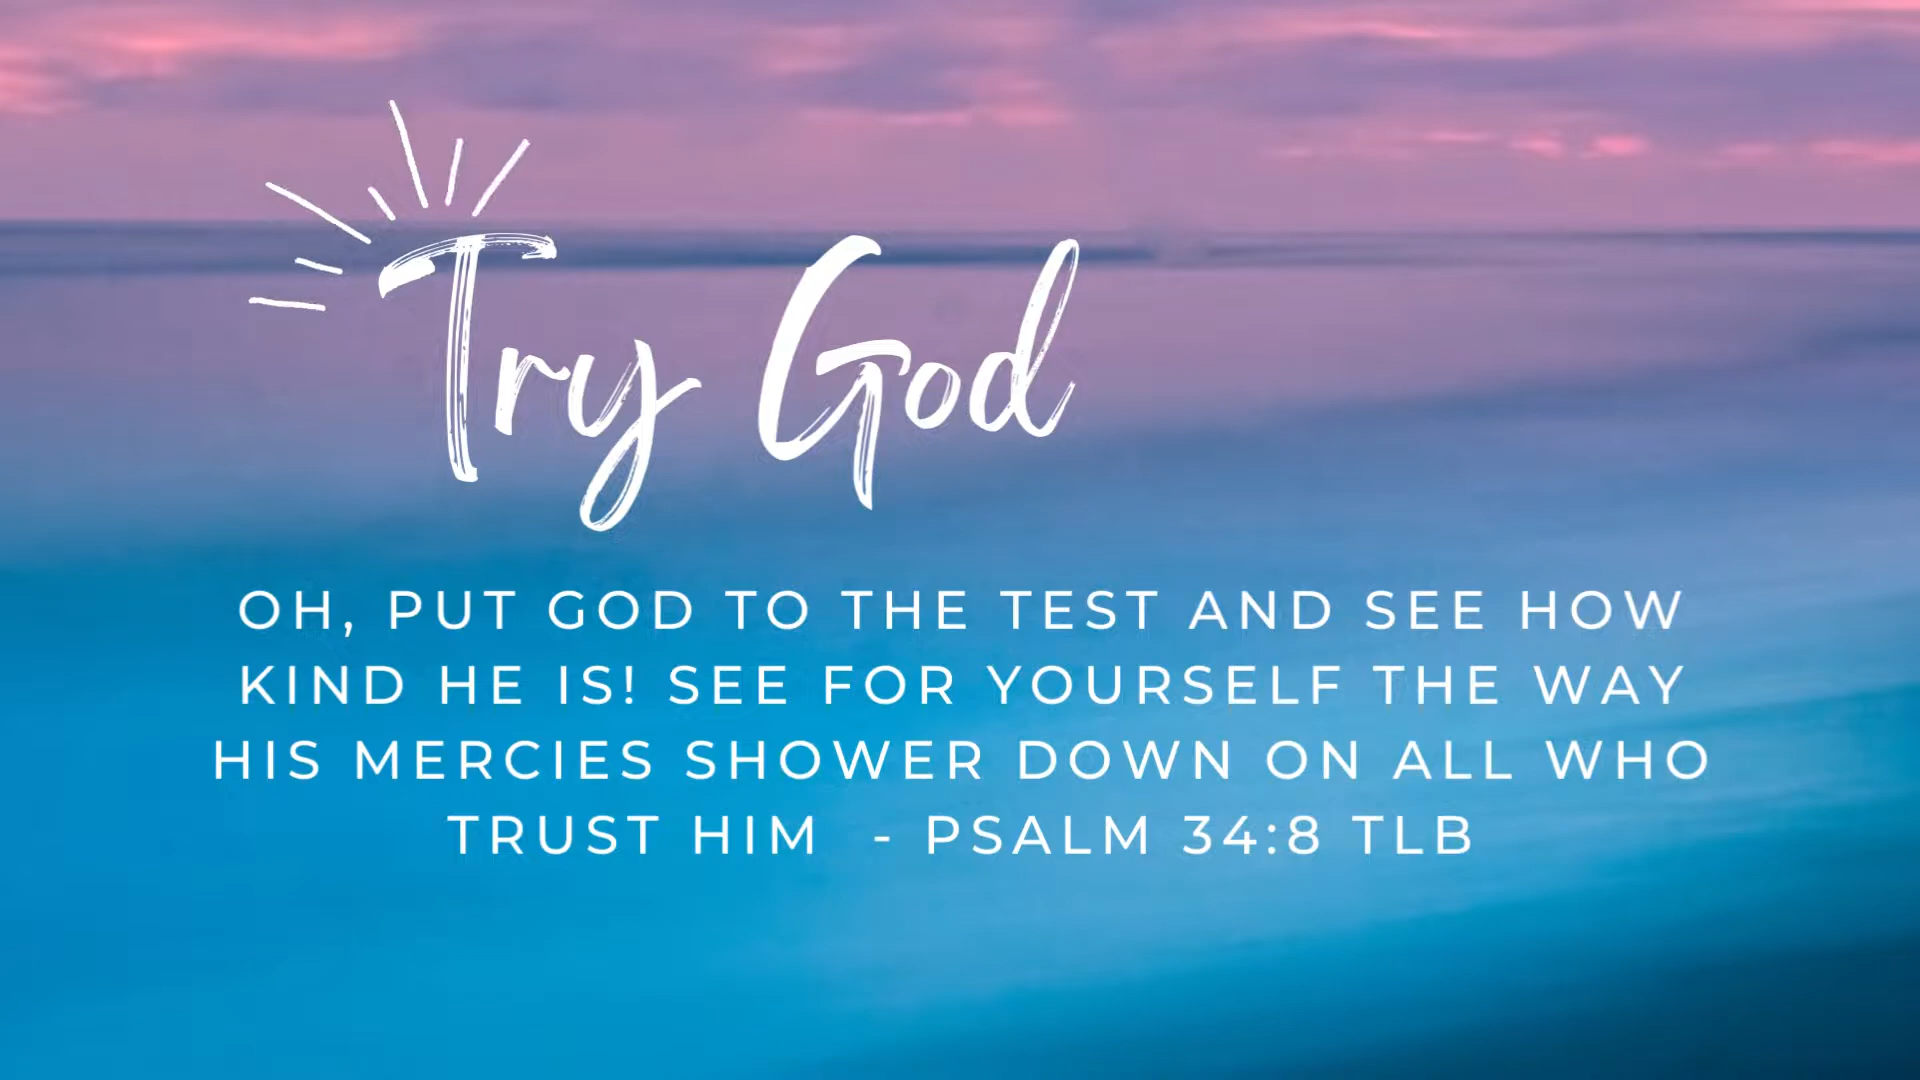 Try God
OH, PUT GOD TO THE TEST AND SEE HOW
KIND HE IS! SEE FOR YOURSELF THE WAY
HIS MERCIES SHOWER DOWN ON ALL WHO
TRUST HIM  - PSALM 34:8 TLB